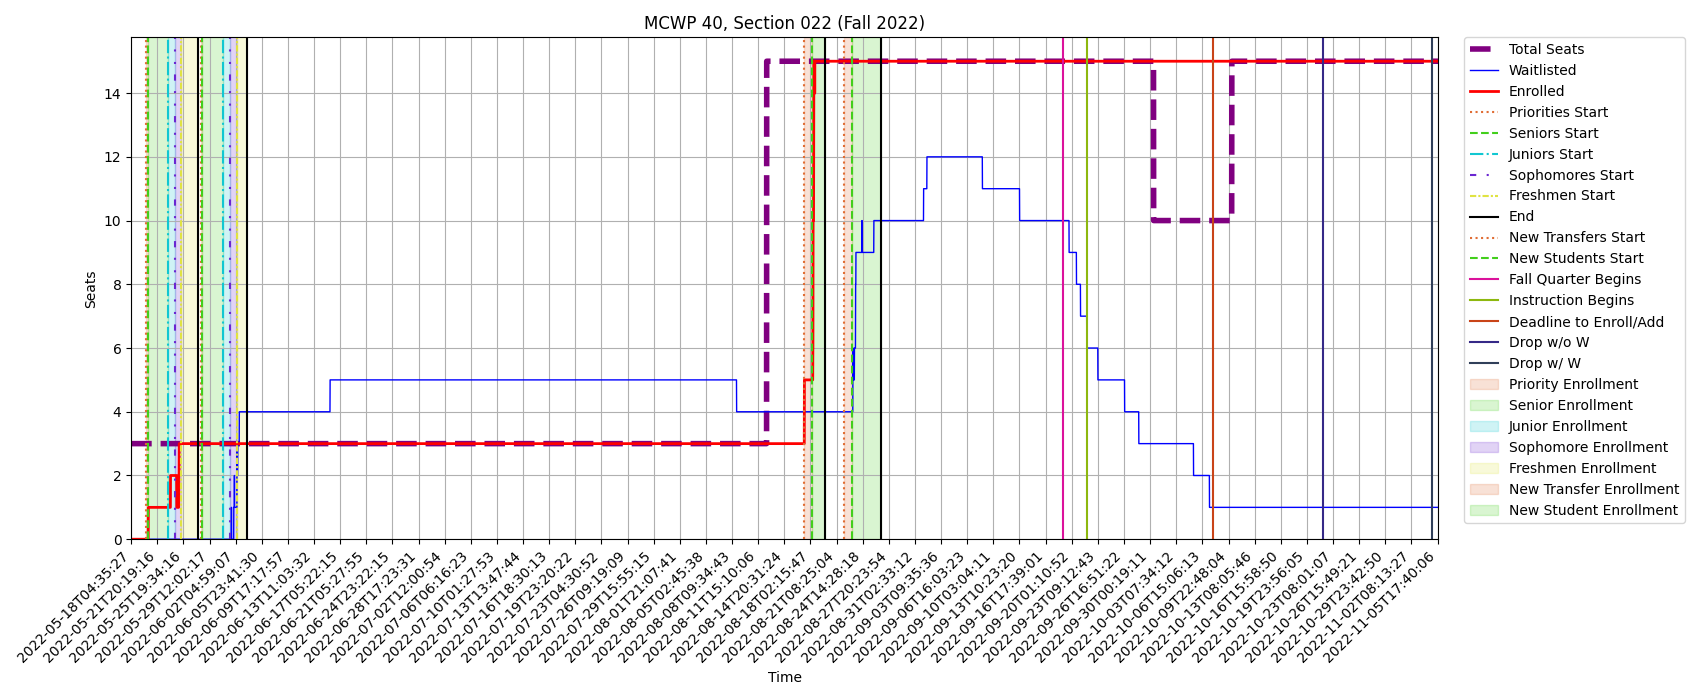 MCWP 40, Section 022 (Fall 2022)
Seats
14
12
10
8
6
4
2
0
2022-05-18T04:35:27
2022-05-21T20:19:16
2022-05-25T19:34:16
2022-05-29T12:02:17
2022-06-02T04:59:07
2022-06-05T23:41:30
2022-06-09T17:17:57
2022-06-13T11:03:32
2022-06-17T05:22:15
2022-06-21T05:27:55
2022-06-24T23:22:15
2022-06-28T17:23:31
2022-07-02T12:00:54
2022-07-06T06:16:23
2022-07-10T01:27:53
2022-07-13T13:47:44
2022-07-16T18:30:13
2022-07-19T23:20:22
2022-07-23T04:30:52
2022-07-26T09:19:09
2022-07-29T15:55:15
2022-08-01T21:07:41
2022-08-05T02:45:38
2022-08-08T09:34:43
2022-08-11T15:10:06
2022-08-14T20:31:24
2022-08-18T02:15:47
2022-08-21T08:25:04
2022-08-24T14:28:18
2022-08-27T20:23:54
2022-08-31T02:33:12
2022-09-03T09:35:36
2022-09-06T16:03:23
2022-09-10T03:04:11
2022-09-13T10:23:20
2022-09-16T17:39:01
2022-09-20T01:10:52
2022-09-23T09:12:43
2022-09-26T16:51:22
2022-09-30T00:19:11
2022-10-03T07:34:12
2022-10-06T15:06:13
2022-10-09T22:48:04
2022-10-13T08:05:46
2022-10-16T15:58:50
2022-10-19T23:56:05
2022-10-23T08:01:07
2022-10-26T15:49:21
2022-10-29T23:42:50
2022-11-02T08:13:27
2022-11-05T17:40:06
Time
Total Seats
Waitlisted
Enrolled
Priorities Start
Seniors Start
Juniors Start
Sophomores Start
Freshmen Start
End
New Transfers Start
New Students Start
Fall Quarter Begins
Instruction Begins
Deadline to Enroll/Add
Drop w/o W
Drop w/ W
Priority Enrollment
Senior Enrollment
Junior Enrollment
Sophomore Enrollment
Freshmen Enrollment
New Transfer Enrollment
New Student Enrollment